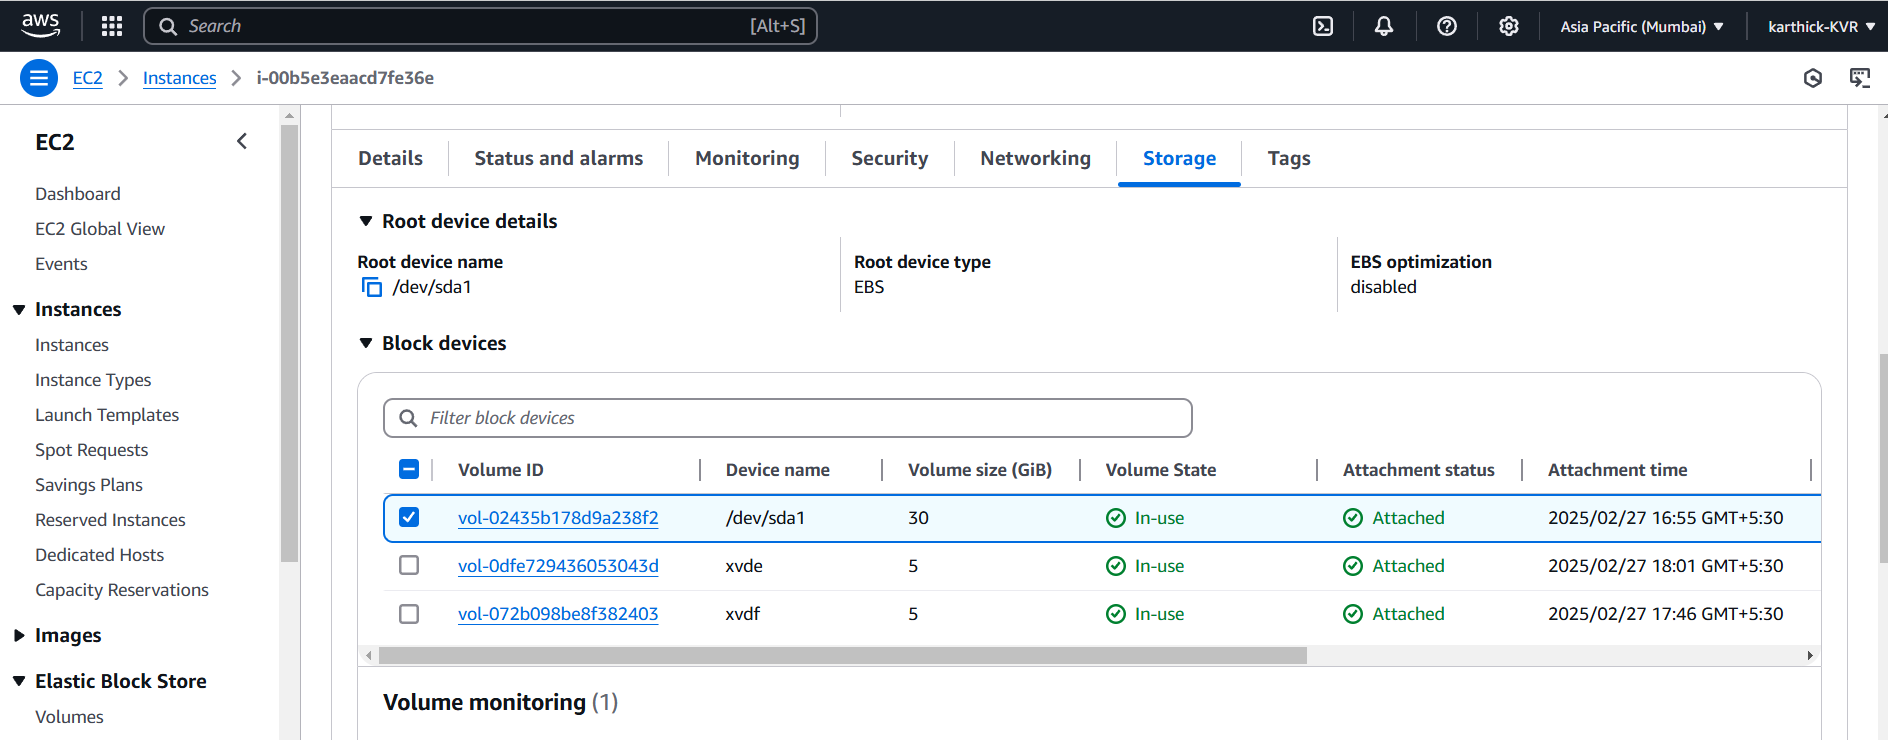 aws Search [Alt+S] Asia Pacific (Mumbai) karthick-KVR
EC2 Instances i-00b5e3eaacd7fe36e
EC2
Dashboard
EC2 Global View
Events
Instances
Instances
Instance Types
Launch Templates
Spot Requests
Savings Plans
Reserved Instances
Dedicated Hosts
Capacity Reservations
Images
Elastic Block Store
Volumes
Details Status and alarms Monitoring Security Networking Storage Tags
Root device details
Root device name Root device type EBS optimization
/dev/sda1 EBS disabled
Block devices
Filter block devices
Volume ID Device name Volume size (GiB) Volume State Attachment status Attachment time
vol-02435b178d9a238f2 /dev/sda1 30 In-use Attached 2025/02/27 16:55 GMT+5:30
vol-0dfe729436053043d xvde 5 In-use Attached 2025/02/27 18:01 GMT+5:30
vol-072b098be8f382403 xvdf 5 In-use Attached 2025/02/27 17:46 GMT+5:30
Volume monitoring (1)